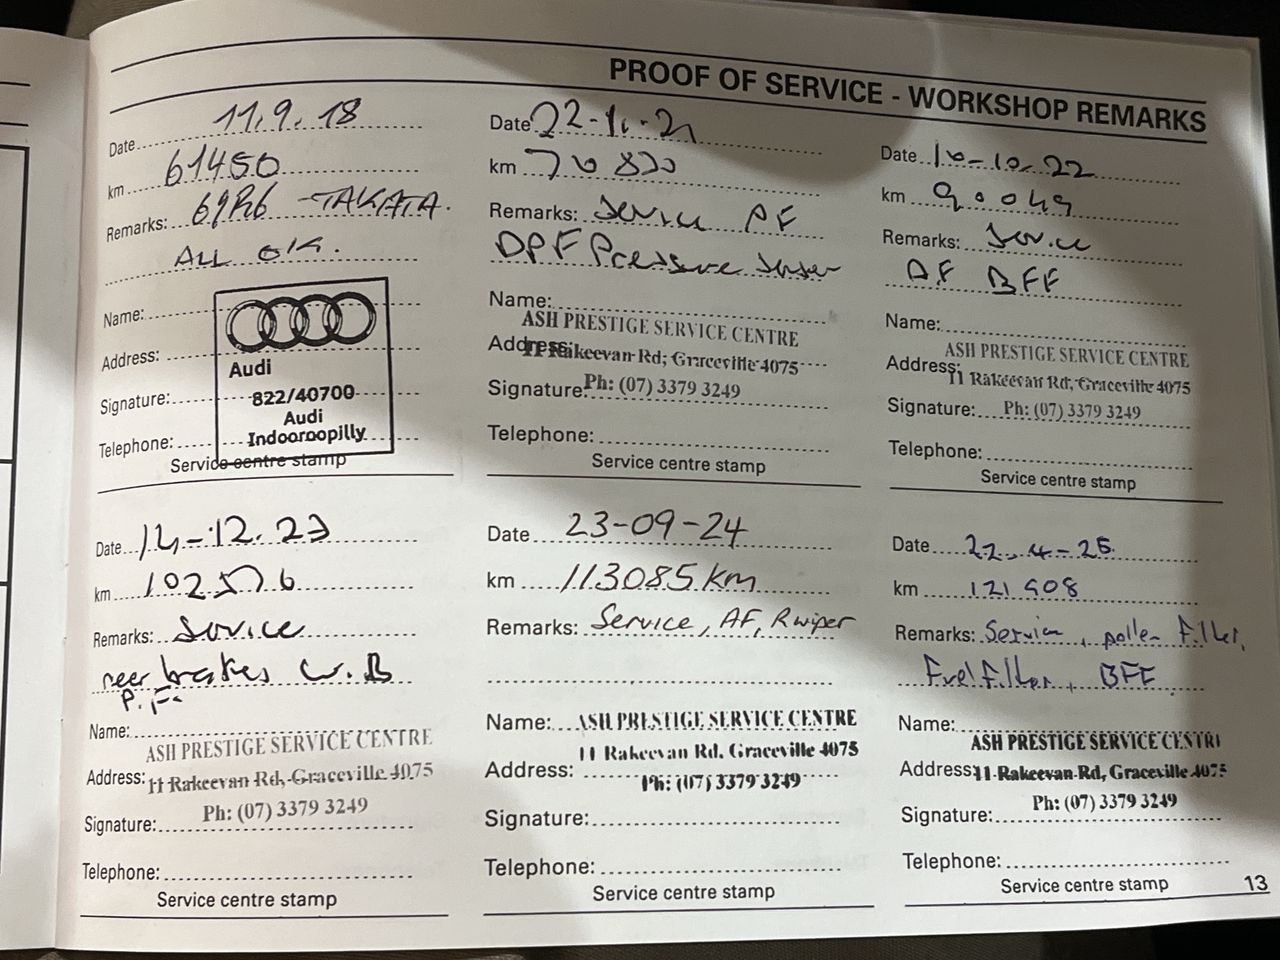 PROOF OF SERVICE - WORKSHOP REMARKS
Date 11.9.18
km 61450
Remarks: 69R6 - TAKATA.
ALL OK.
Name:
Address:
Signature:
Telephone:
Audi
822/40700
Audi
Indooroopilly
Service centre stamp
Date 22-1.-21
km 70 830
Remarks: Service PF
DPF Pressure sensor
Name:
ASH PRESTIGE SERVICE CENTRE
Address:
11 Rakeevan Rd, Graceville 4075
Signature:
Ph: (07) 3379 3249
Telephone:
Service centre stamp
Date 10-10-22
km 90049
Remarks: Service
BFF
Name:
ASH PRESTIGE SERVICE CENTRE
Address:
11 Rakeevan Rd, Graceville 4075
Signature:
Ph: (07) 3379 3249
Telephone:
Service centre stamp
Date 14-12.23
km 102576
Remarks: Service
reer brakes W.B
P.F.
Name:
ASH PRESTIGE SERVICE CENTRE
Address:
11 Rakeevan Rd, Graceville 4075
Ph: (07) 3379 3249
Signature:
Telephone:
Service centre stamp
Date 23-09-24
km 113085km
Remarks: Service, AF, R wiper
Name:
ASH PRESTIGE SERVICE CENTRE
11 Rakeevan Rd, Graceville 4075
Address:
Ph: (07) 3379 3249
Signature:
Telephone:
Service centre stamp
Date 22.4-25
km 121908
Remarks: Service, pollen filter,
Fuel filter, BFF
Name:
ASH PRESTIGE SERVICE CENTRE
Address:
11 Rakeevan Rd, Graceville 4075
Ph: (07) 3379 3249
Signature:
Telephone:
Service centre stamp
13